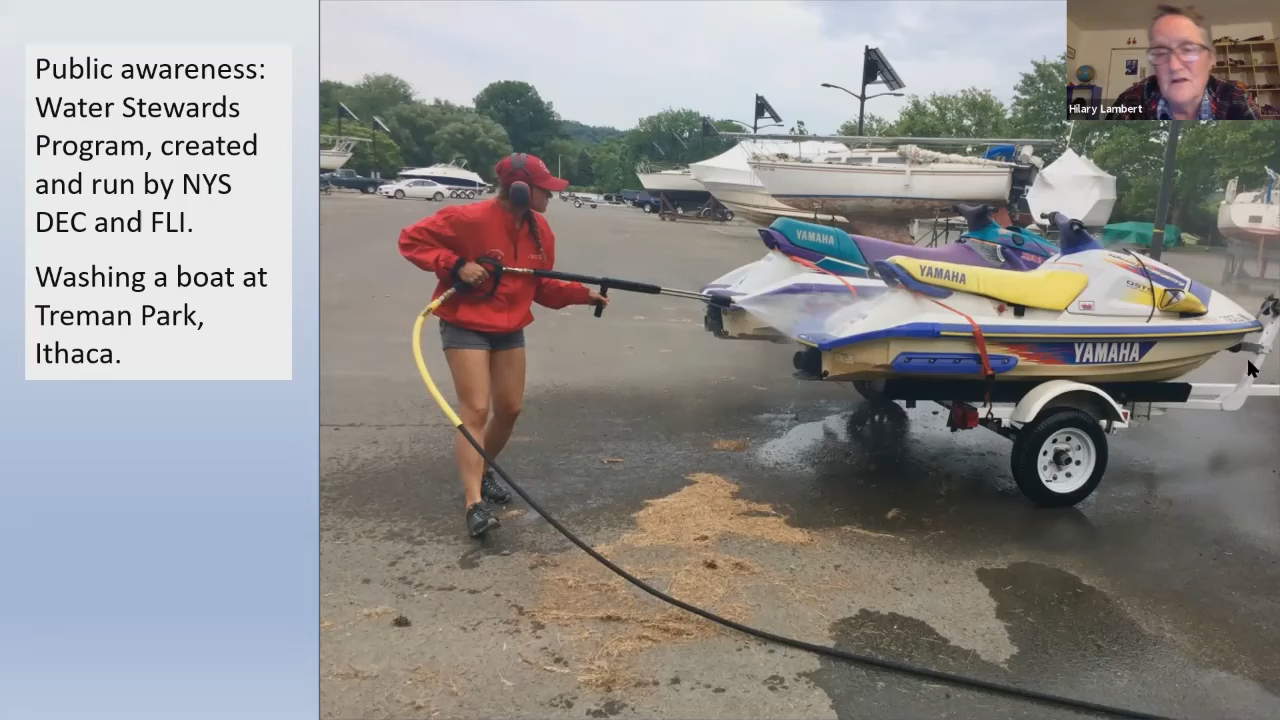 Public awareness:
Water Stewards
Program, created
and run by NYS
DEC and FLI.
Washing a boat at
Treman Park,
Ithaca.
Hilary Lambert
YAMAHA
YAMAHA
YAMAHA